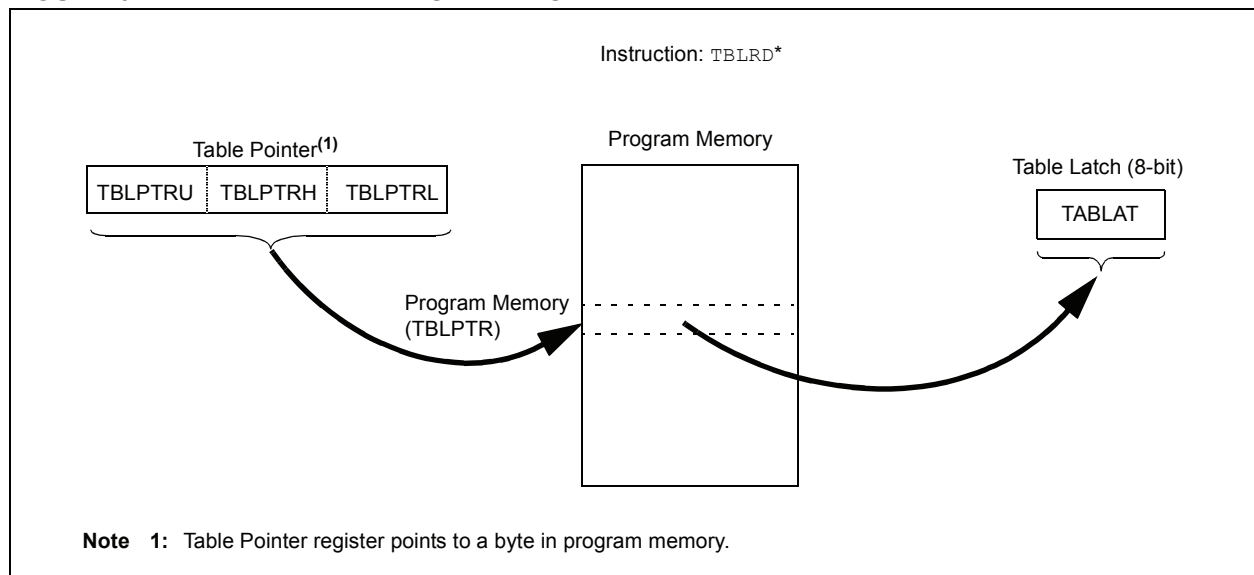 Instruction: TBLRD*
Table Pointer(1)
TBLPTRU TBLPTRH TBLPTRL
Program Memory
Table Latch (8-bit)
TABLAT
Program Memory
(TBLPTR)
Note 1: Table Pointer register points to a byte in program memory.